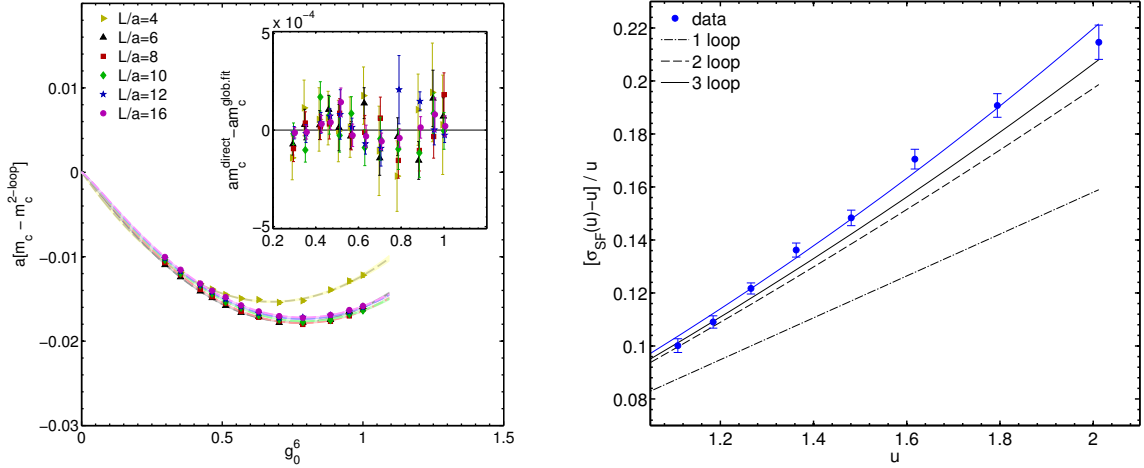 L/a=4
L/a=6
L/a=8
L/a=10
L/a=12
L/a=16
0.01
0
−0.01
−0.02
−0.03
a[m_c − m_c^{2−loop}]
0
0.5
1
1.5
g_0^6
5 x 10^{−4}
0
−5
0.2
0.4
0.6
0.8
1
am_c^{direct}−am_c^{glob.fit}
data
1 loop
2 loop
3 loop
0.22
0.2
0.18
0.16
0.14
0.12
0.1
0.08
[σ_{SF}(u)−u] / u
1.2
1.4
1.6
1.8
2
u